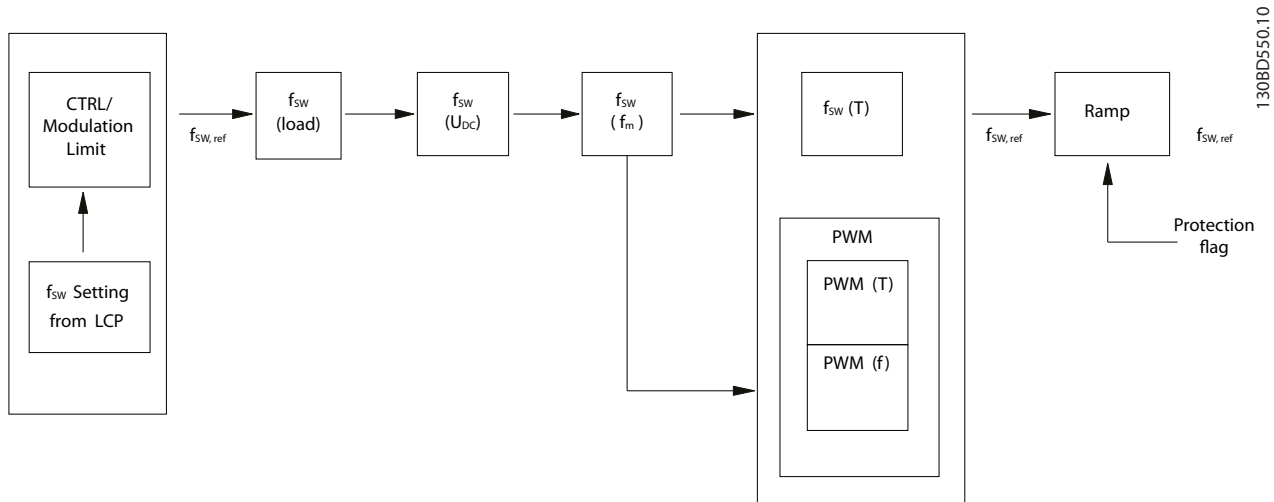 CTRL/
Modulation
Limit
fSW Setting
from LCP
fSW, ref
fSW
(load)
fSW
(UDC)
fSW
( fm )
fSW (T)
PWM
PWM (T)
PWM (f)
fSW, ref
Ramp
fSW, ref
Protection
flag
130BD550.10